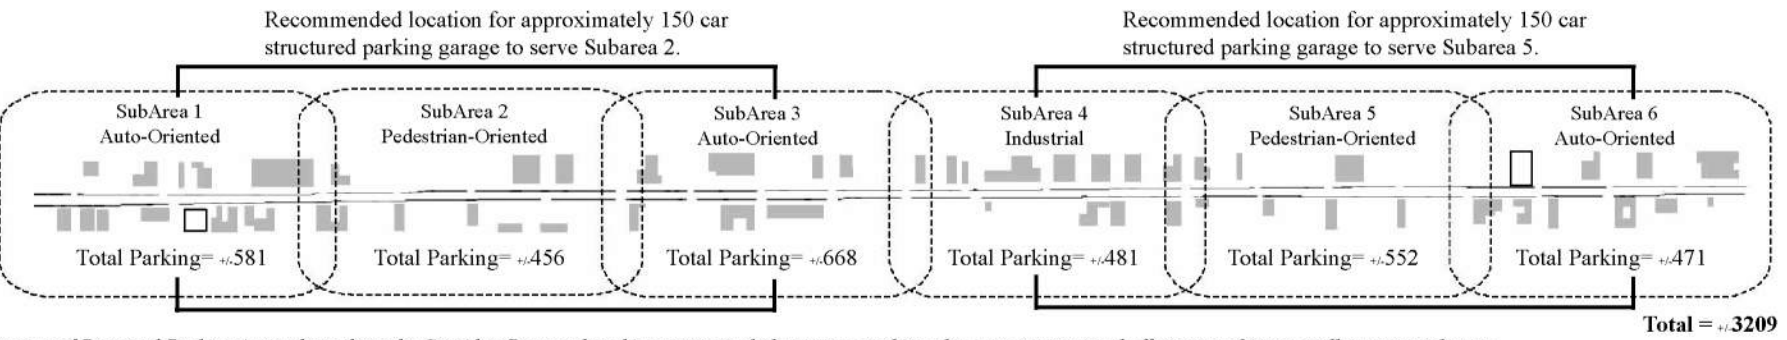 Recommended location for approximately 150 car
structured parking garage to serve Subarea 2.
Recommended location for approximately 150 car
structured parking garage to serve Subarea 5.
SubArea 1
Auto-Oriented
SubArea 2
Pedestrian-Oriented
SubArea 3
Auto-Oriented
SubArea 4
Industrial
SubArea 5
Pedestrian-Oriented
SubArea 6
Auto-Oriented
Total Parking= +/-581
Total Parking= +/-456
Total Parking= +/-668
Total Parking= +/-481
Total Parking= +/-552
Total Parking= +/-471
Total = +/-3209